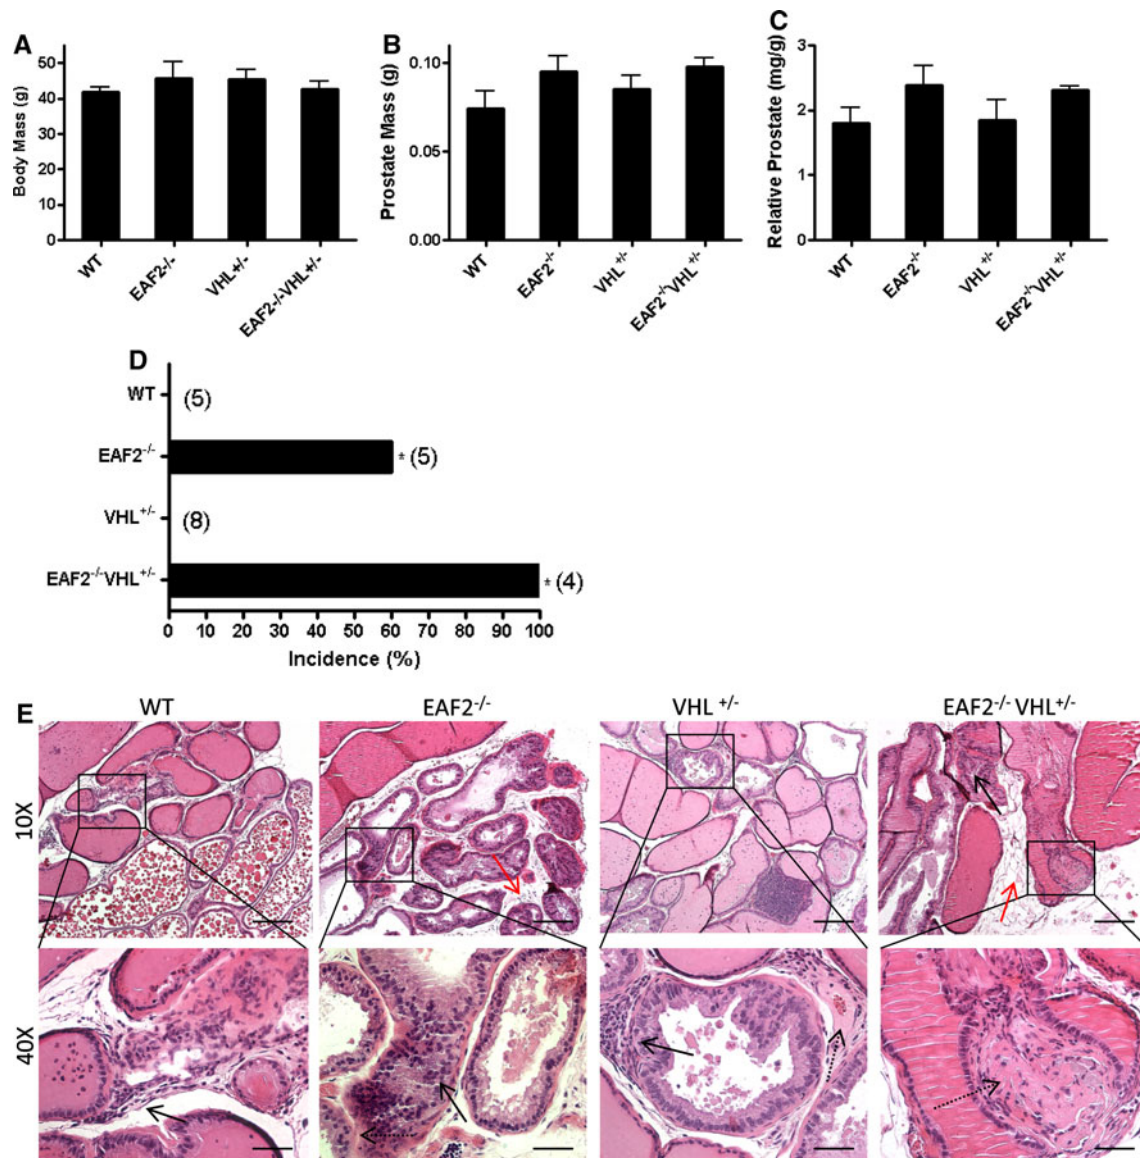 A
Body Mass (g)
50
40
30
20
10
0
WT
EAF2-/-
VHL+/-
EAF2-/-VHL+/-
B
Prostate Mass (g)
0.10
0.05
0.00
WT
EAF2-/-
VHL+/-
EAF2-/-VHL+/-
C
Relative Prostate (mg/g)
3
2
1
0
WT
EAF2-/-
VHL+/-
EAF2-/-VHL+/-
D
WT
(5)
EAF2-/-
* (5)
VHL+/-
(8)
EAF2-/-VHL+/-
* (4)
0 10 20 30 40 50 60 70 80 90 100
Incidence (%)
E
WT
EAF2-/-
VHL +/-
EAF2-/- VHL+/-
10X
40X